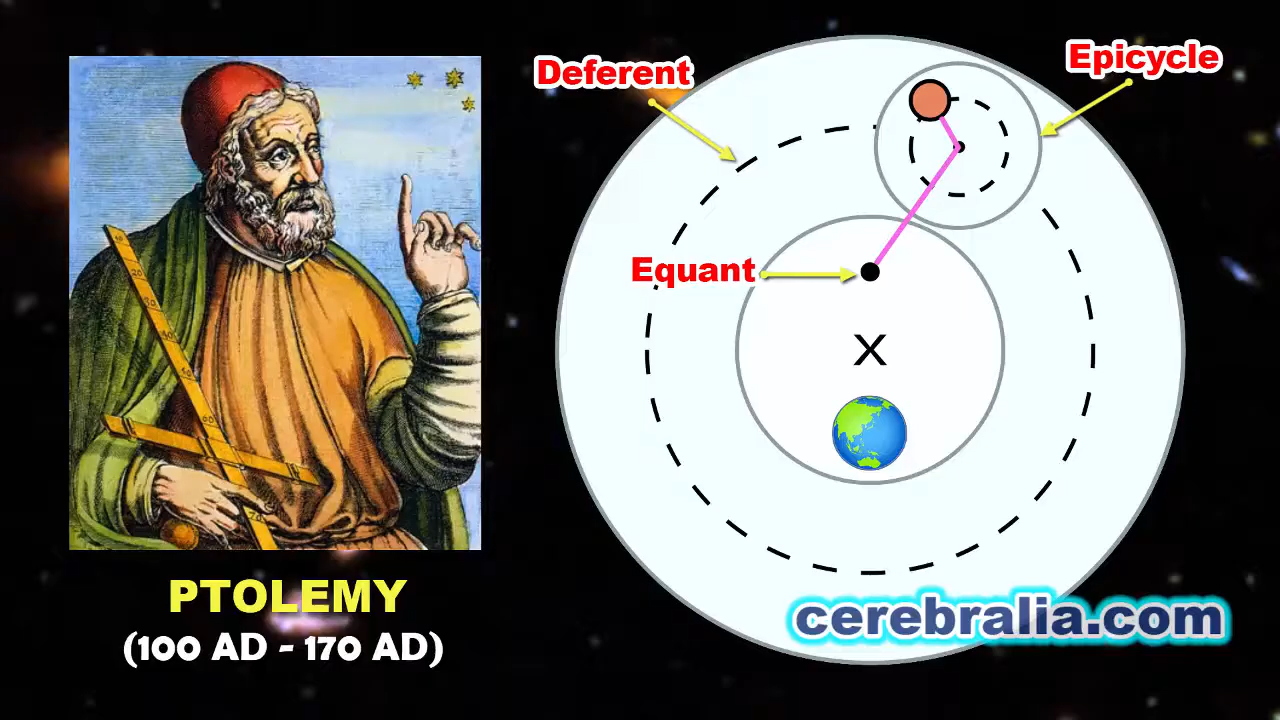 Deferent
Epicycle
Equant
X
PTOLEMY
(100 AD - 170 AD)
cerebralia.com